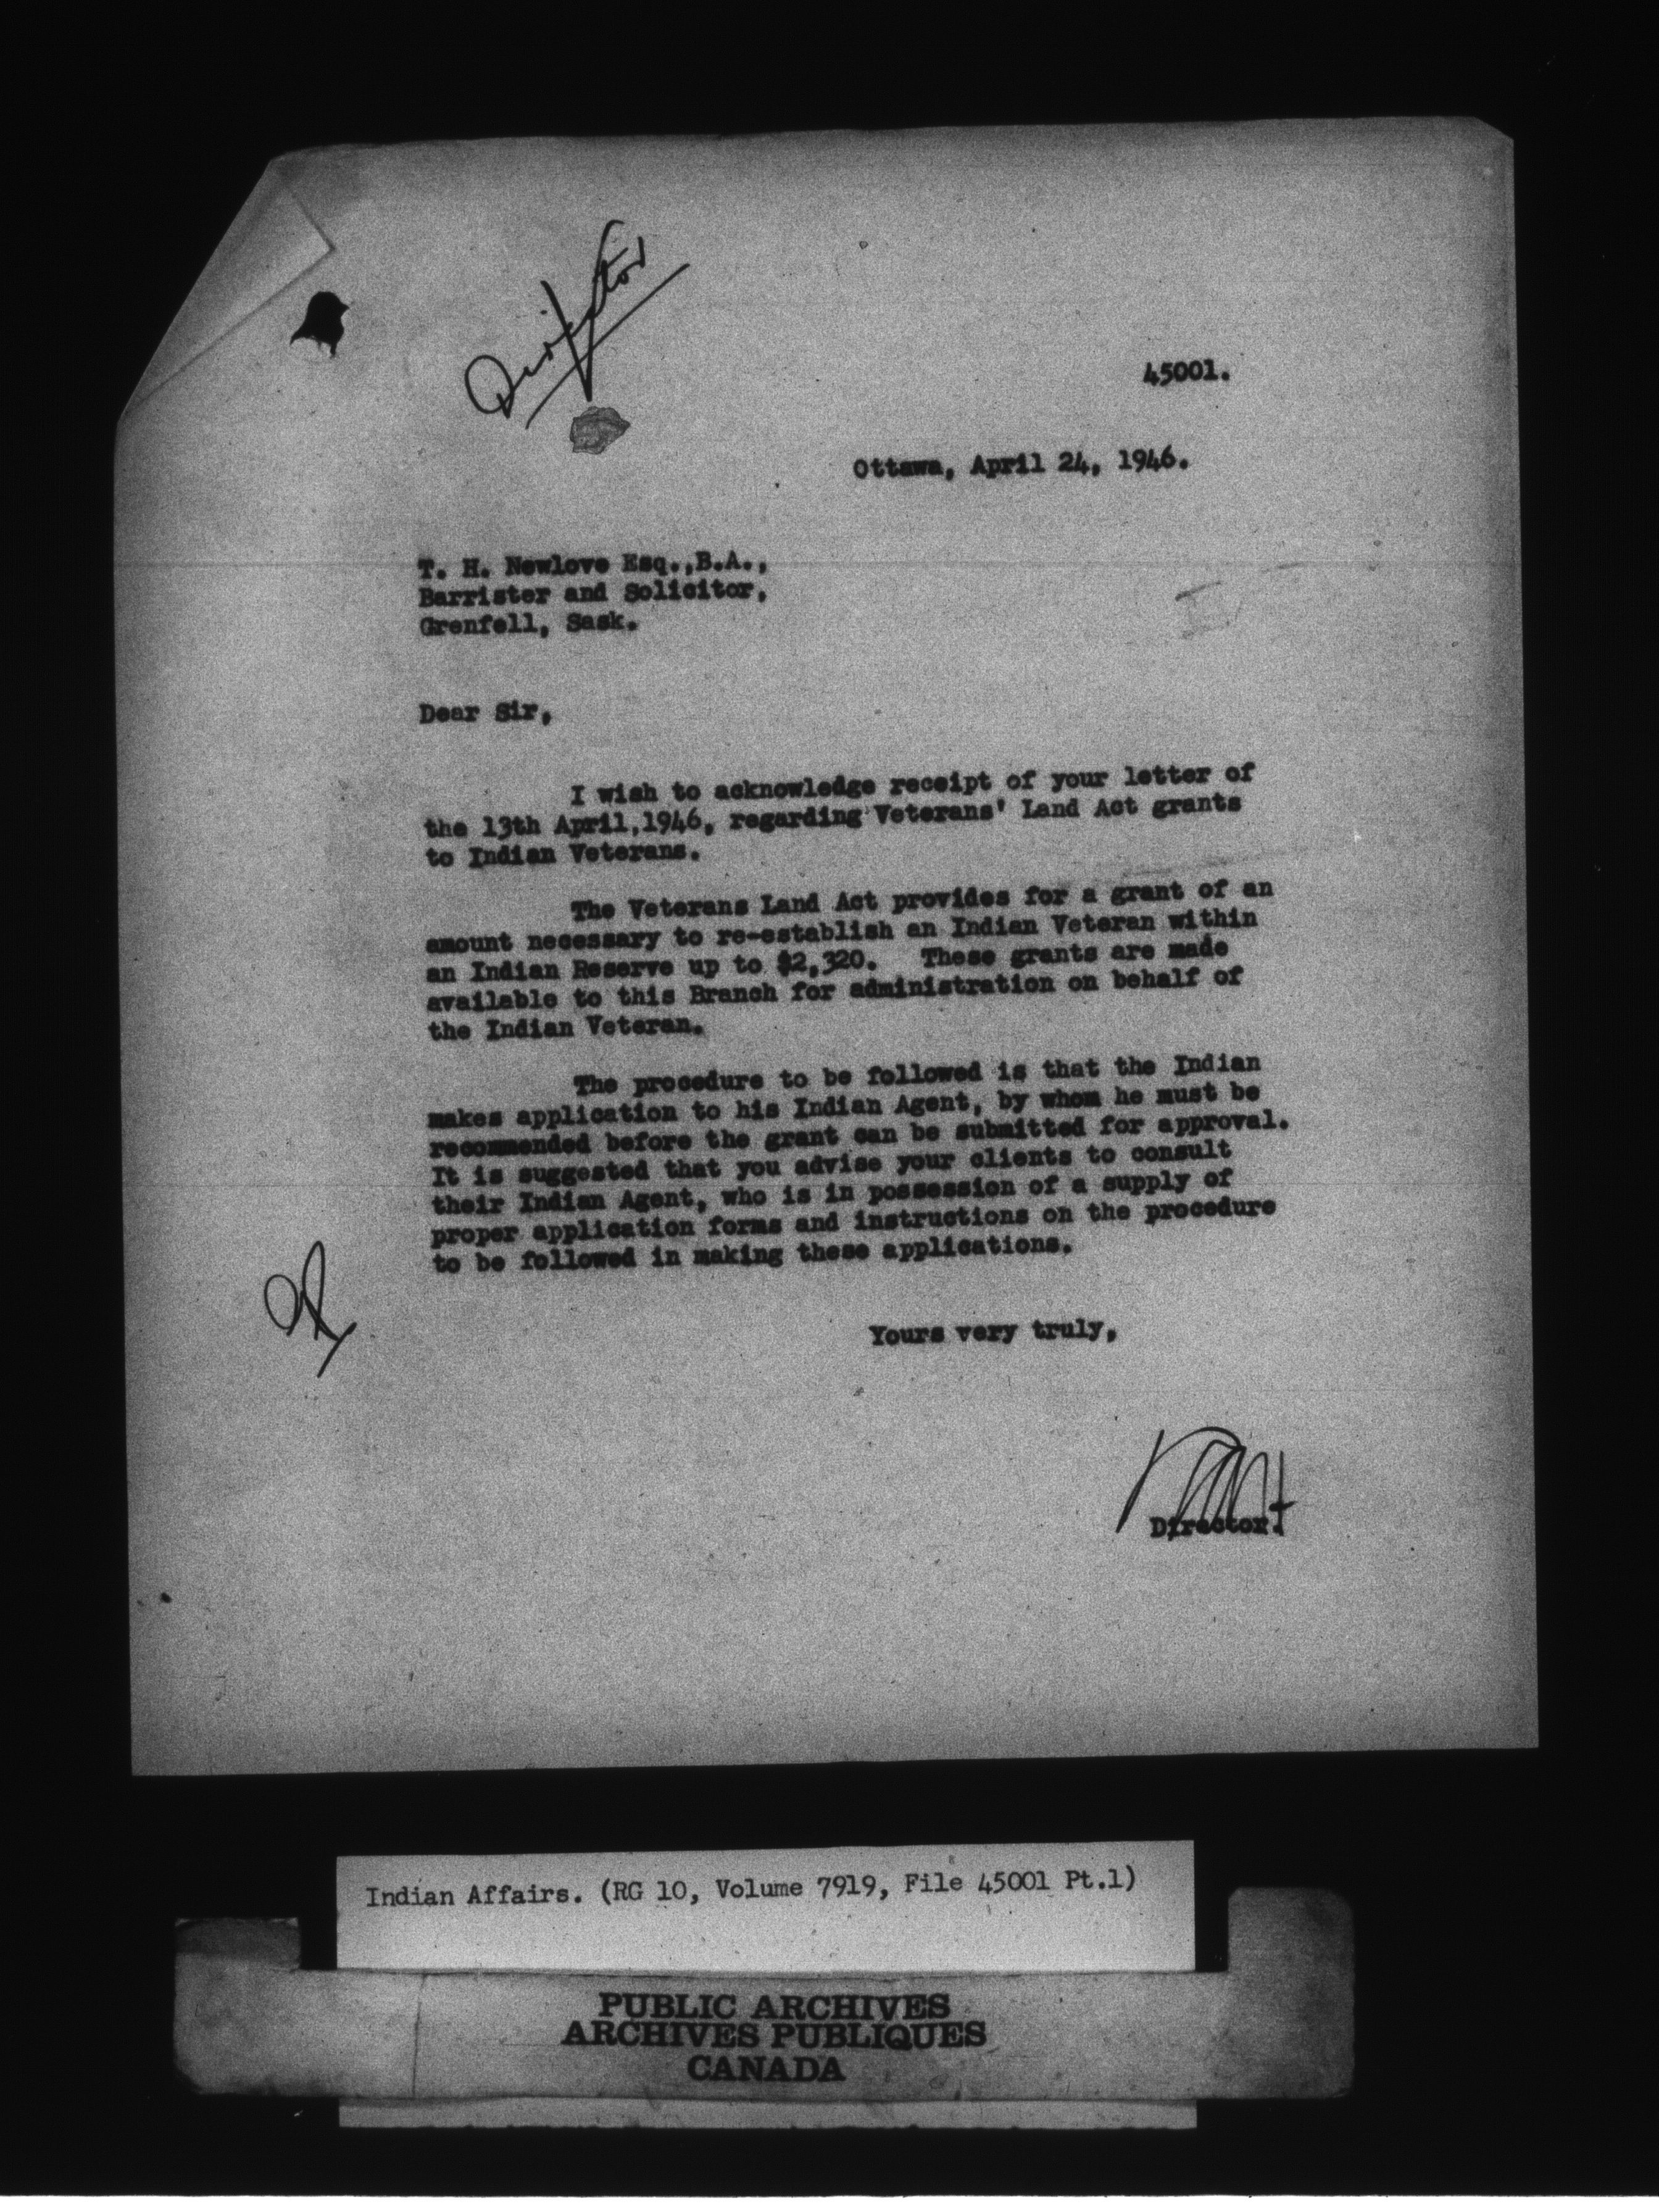 Director
45001.
Ottawa, April 24, 1946.
T. H. Newlove Esq.,B.A.,
Barrister and Solicitor,
Grenfell, Sask.
Dear Sir,
I wish to acknowledge receipt of your letter of
the 13th April,1946, regarding Veterans' Land Act grants
to Indian Veterans.
The Veterans Land Act provides for a grant of an
amount necessary to re-establish an Indian Veteran within
an Indian Reserve up to $2,320. These grants are made
available to this Branch for administration on behalf of
the Indian Veteran.
The procedure to be followed is that the Indian
makes application to his Indian Agent, by whom he must be
recommended before the grant can be submitted for approval.
It is suggested that you advise your clients to consult
their Indian Agent, who is in possession of a supply of
proper application forms and instructions on the procedure
to be followed in making these applications.
Yours very truly,
Director.
Indian Affairs. (RG 10, Volume 7919, File 45001 Pt.1)
PUBLIC ARCHIVES
ARCHIVES PUBLIQUES
CANADA